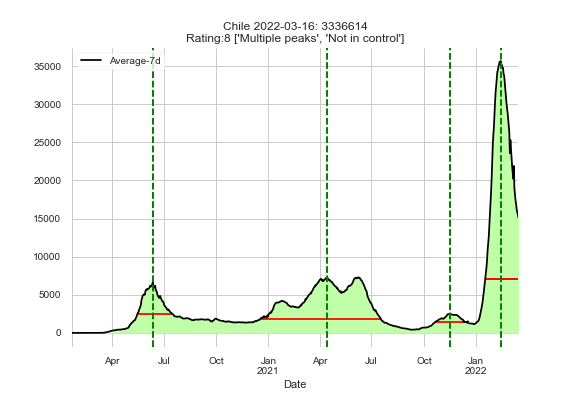 Chile 2022-03-16: 3336614
Rating:8 ['Multiple peaks', 'Not in control']
Average-7d
35000
30000
25000
20000
15000
10000
5000
0
Apr Jul Oct Jan Apr Jul Oct Jan
2021 2022
Date